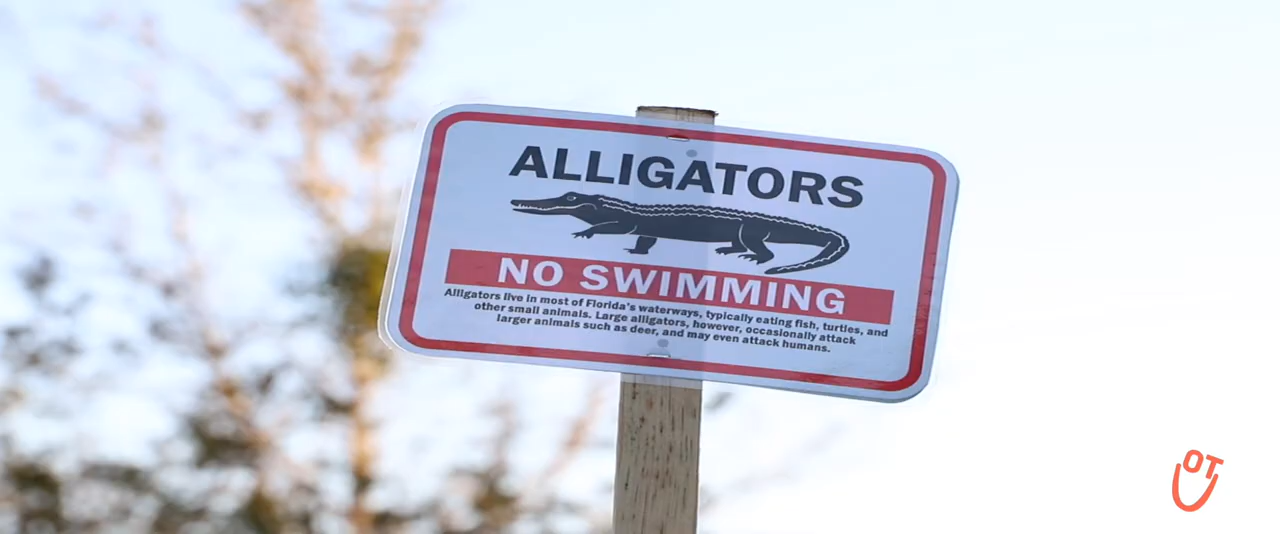 ALLIGATORS
NO SWIMMING
Alligators live in most of Florida's waterways, typically eating fish, turtles, and
other small animals. Large alligators, however, occasionally attack
larger animals such as deer, and may even attack humans.
OT